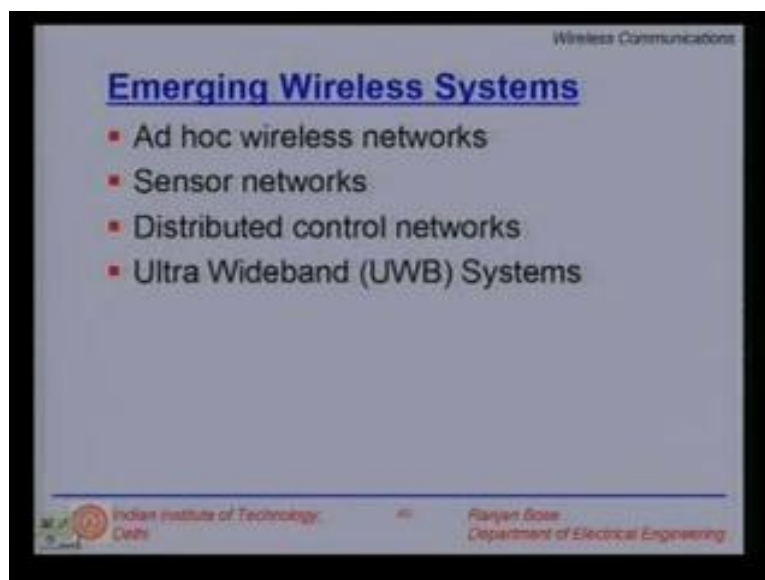 Wireless Communications
Emerging Wireless Systems
Ad hoc wireless networks
Sensor networks
Distributed control networks
Ultra Wideband (UWB) Systems
Indian Institute of Technology,
Delhi
Ranjan Bose
Department of Electrical Engineering